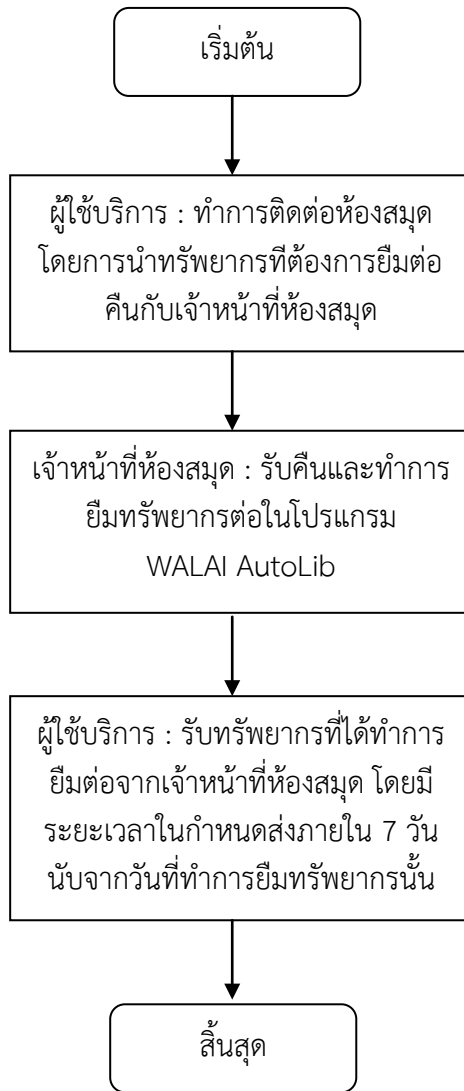 เริ่มต้น
ผู้ใช้บริการ : ทำการติดต่อห้องสมุด
โดยการนำทรัพยากรที่ต้องการยืมต่อ
คืนกับเจ้าหน้าที่ห้องสมุด
เจ้าหน้าที่ห้องสมุด : รับคืนและทำการ
ยืมทรัพยากรต่อในโปรแกรม
WALAI AutoLib
ผู้ใช้บริการ : รับทรัพยากรที่ได้ทำการ
ยืมต่อจากเจ้าหน้าที่ห้องสมุด โดยมี
ระยะเวลาในกำหนดส่งภายใน 7 วัน
นับจากวันที่ทำการยืมทรัพยากรนั้น
สิ้นสุด